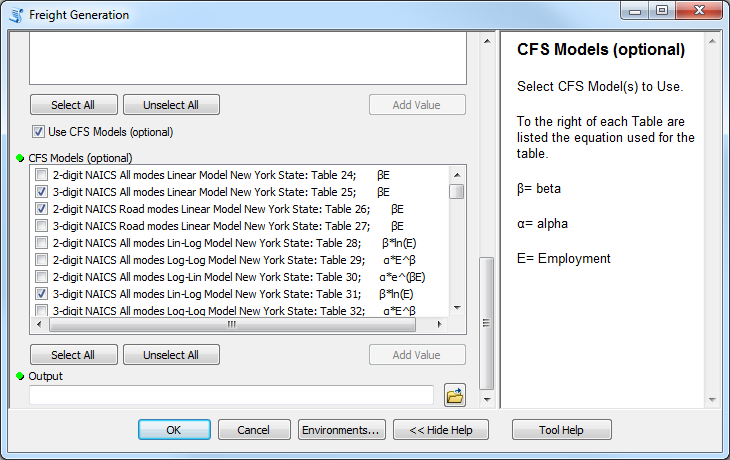 Freight Generation
Select All
Unselect All
Add Value
Use CFS Models (optional)
CFS Models (optional)
2-digit NAICS All modes Linear Model New York State: Table 24; βE
3-digit NAICS All modes Linear Model New York State: Table 25; βE
2-digit NAICS Road modes Linear Model New York State: Table 26; βE
3-digit NAICS Road modes Linear Model New York State: Table 27; βE
2-digit NAICS All modes Lin-Log Model New York State: Table 28; β*ln(E)
2-digit NAICS All modes Log-Log Model New York State: Table 29; α*E^β
2-digit NAICS All modes Log-Lin Model New York State: Table 30; α*e^(βE)
3-digit NAICS All modes Lin-Log Model New York State: Table 31; β*ln(E)
3-digit NAICS All modes Log-Log Model New York State: Table 32; α*E^β
Select All
Unselect All
Add Value
Output
OK
Cancel
Environments...
<< Hide Help
Tool Help
CFS Models (optional)
Select CFS Model(s) to Use.
To the right of each Table are
listed the equation used for the
table.
β= beta
α= alpha
E= Employment